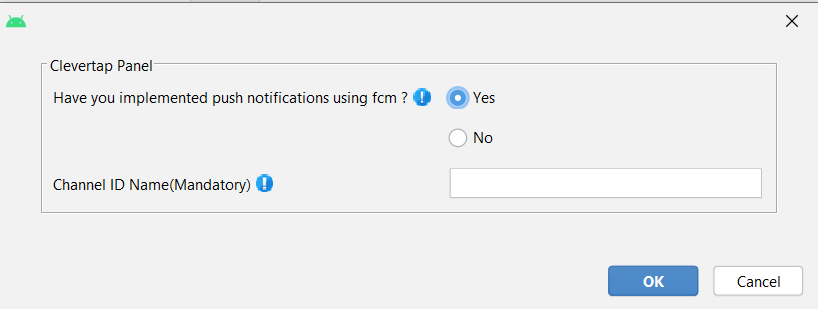 Clevertap Panel
Have you implemented push notifications using fcm ? Yes
No
Channel ID Name(Mandatory)
OK Cancel